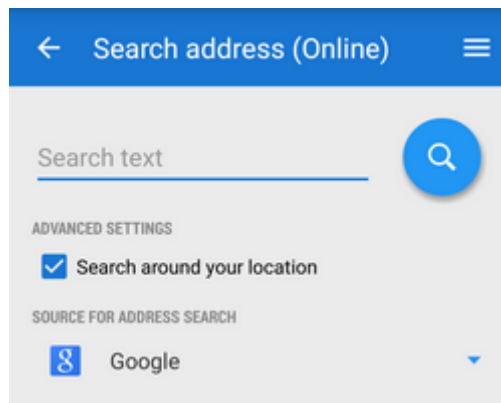 Search address (Online)
Search text
ADVANCED SETTINGS
Search around your location
SOURCE FOR ADDRESS SEARCH
8 Google